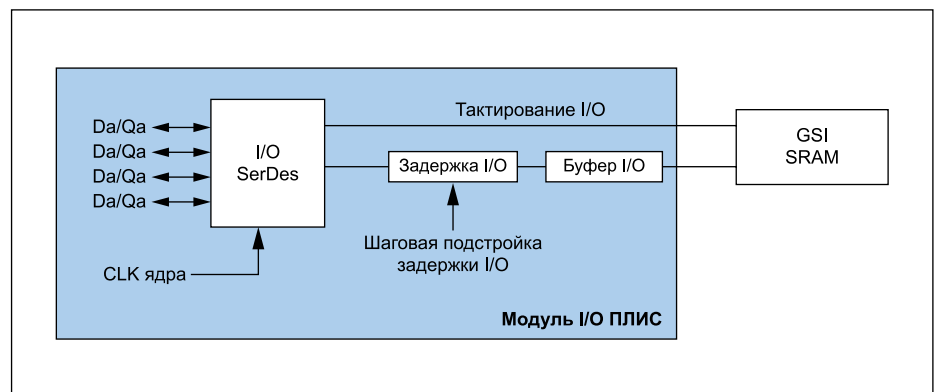 Тактирование I/O
Da/Qa
Da/Qa
Da/Qa
Da/Qa
I/O
SerDes
Задержка I/O
Буфер I/O
GSI
SRAM
Шаговая подстройка
задержки I/O
CLK ядра
Модуль I/O ПЛИС